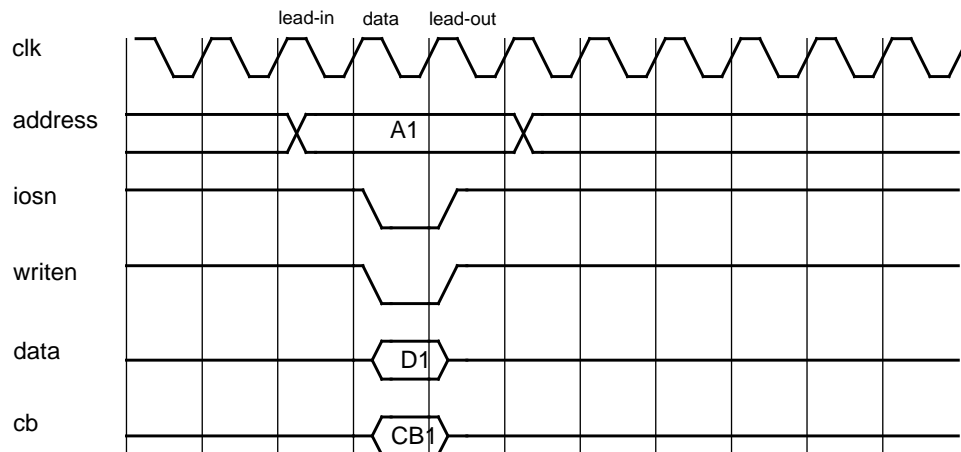 lead-in data lead-out
clk
address
A1
iosn
writen
data
D1
cb
CB1